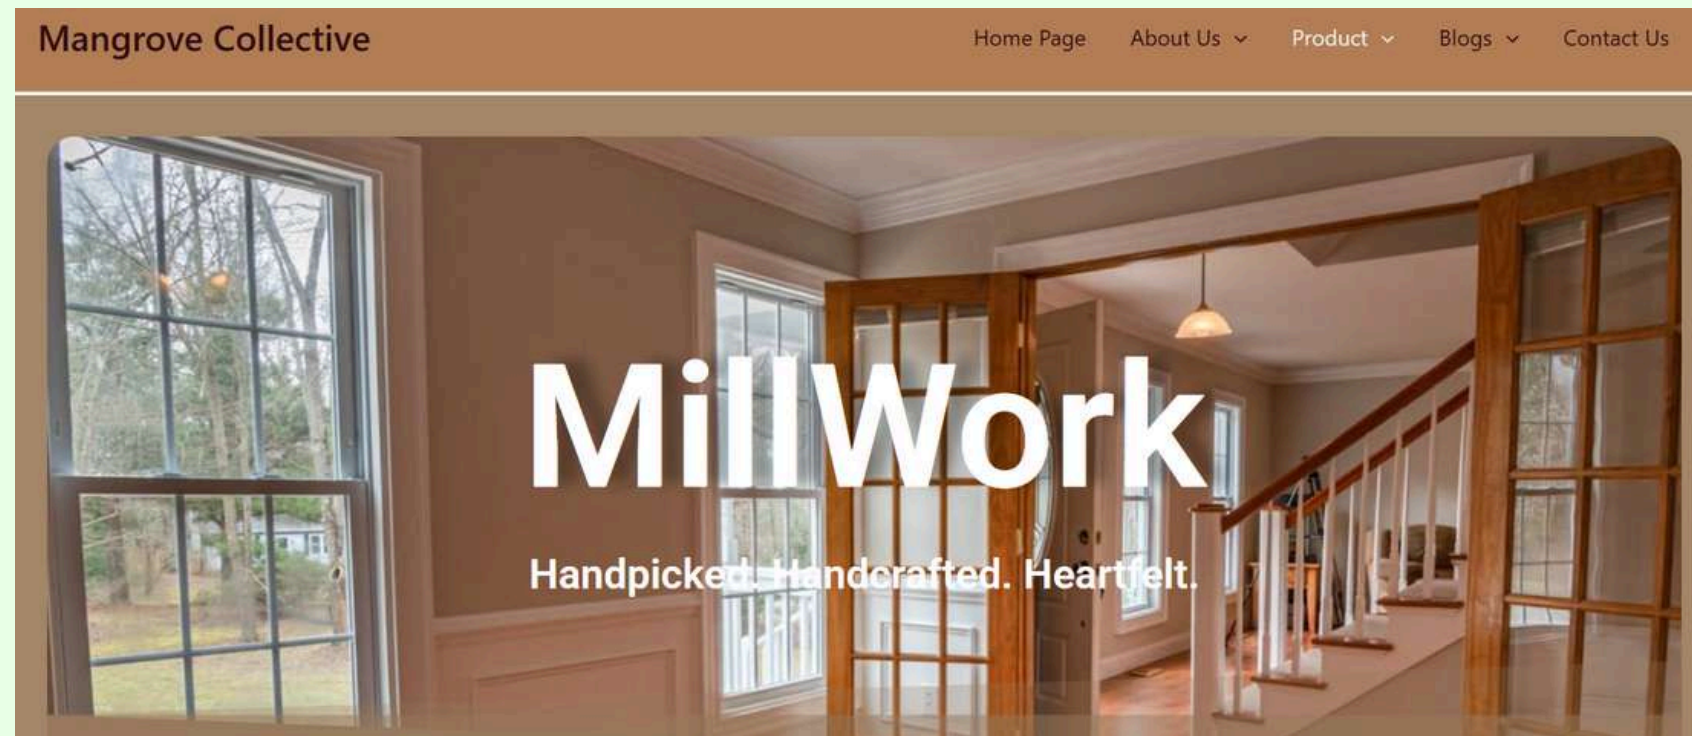 Mangrove Collective
Home Page About Us Product Blogs Contact Us
MillWork
Handpicked. Handcrafted. Heartfelt.